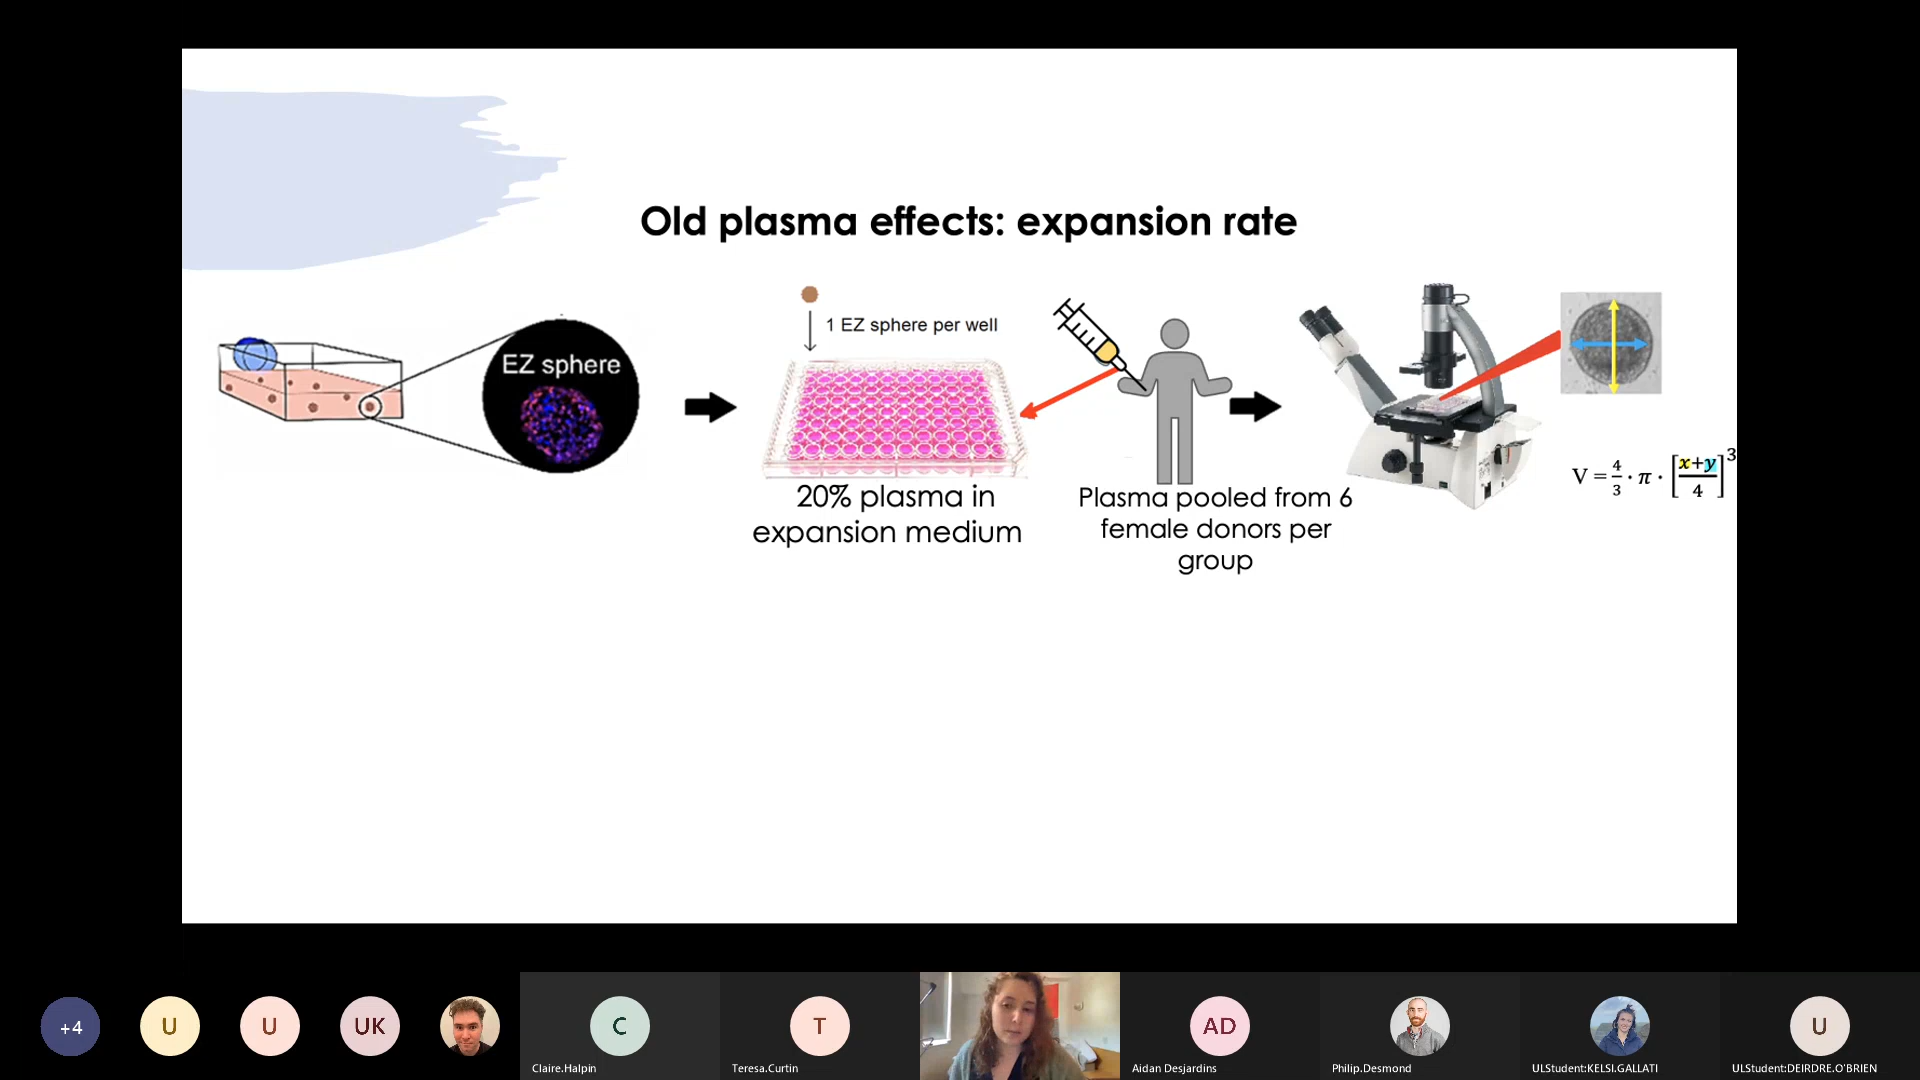 Old plasma effects: expansion rate
EZ sphere
1 EZ sphere per well
20% plasma in
expansion medium
Plasma pooled from 6
female donors per
group
V = 4/3 · π · [x+y/4]³
+4
U
U
UK
C
Claire.Halpin
T
Teresa.Curtin
AD
Aidan Desjardins
Philip.Desmond
ULStudent:KELSI.GALLATI
U
ULStudent:DEIRDRE.O'BRIEN